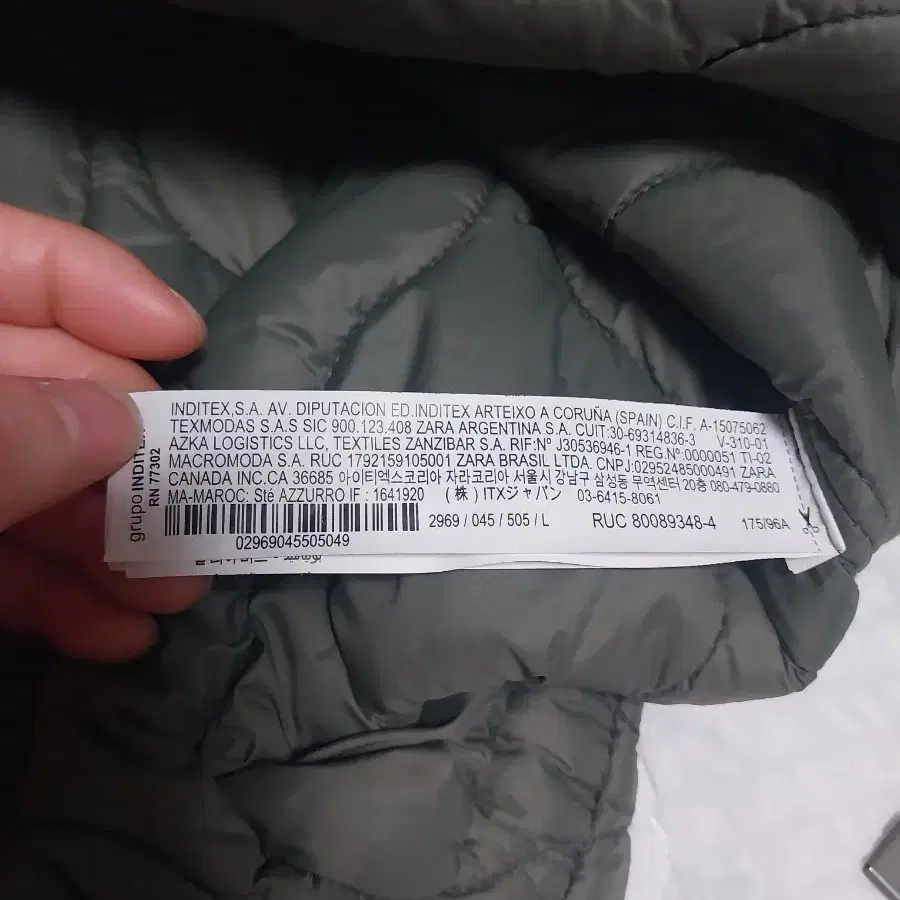 INDITEX,S.A. AV. DIPUTACION ED.INDITEX ARTEIXO A CORUÑA (SPAIN) C.I.F. A-15075062
TEXMODAS S.A.S SIC 900.123.408 ZARA ARGENTINA S.A. CUIT:30-69314836-3 V-310-01
AZKA LOGISTICS LLC, TEXTILES ZANZIBAR S.A. RIF:Nº J30536946-1 REG.Nº:0000051 TI-02
MACROMODA S.A. RUC 1792159105001 ZARA BRASIL LTDA. CNPJ:02952485000491 ZARA
CANADA INC.CA 36685 아이티엑스코리아 자라코리아 서울시 강남구 삼성동 무역센터 20층 080-479-0880
MA-MAROC: Sté AZZURRO IF : 1641920 (株) ITXジャパン 03-6415-8061
2969 / 045 / 505 / L RUC 80089348-4 175/96A
02969045505049
grupo INDITEX
RN 77302